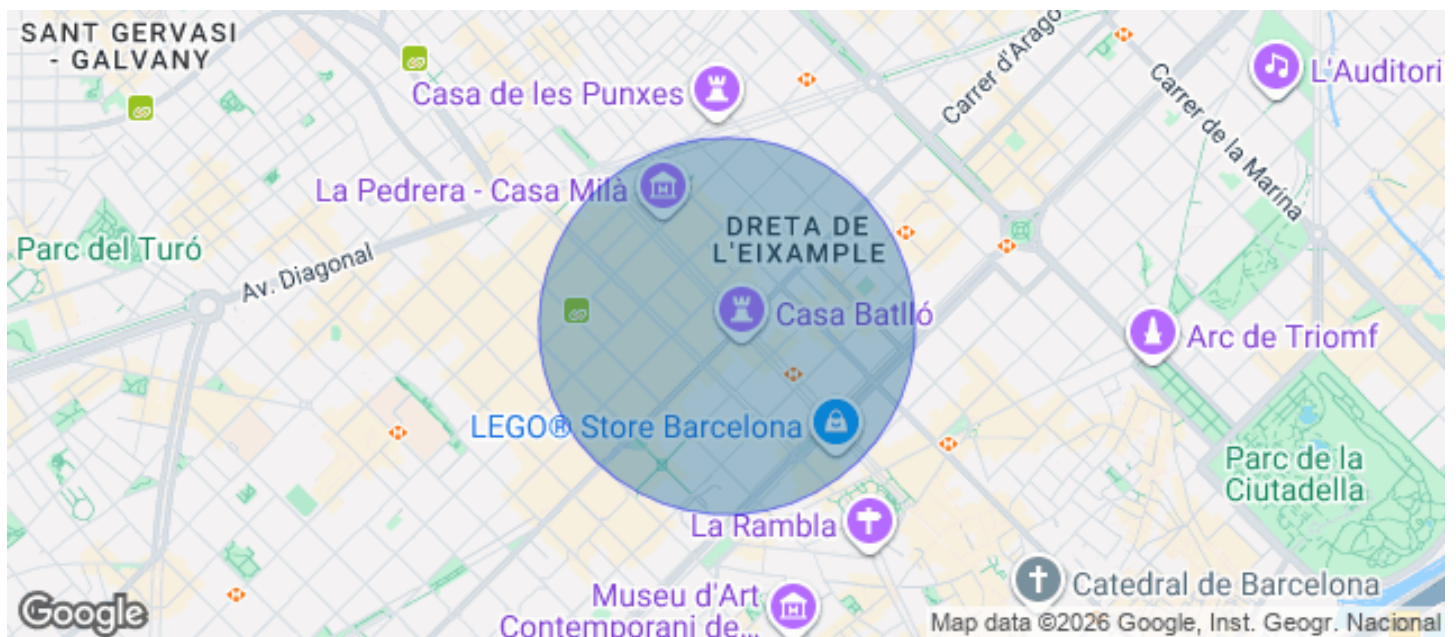 SANT GERVASI
- GALVANY
Casa de les Punxes
Carrer d'Arago
L'Auditori
Carrer de la Marina
La Pedrera - Casa Milà
DRETA DE
L'EIXAMPLE
Parc del Turó
Av. Diagonal
Casa Batlló
Arc de Triomf
LEGO® Store Barcelona
Parc de la
Ciutadella
La Rambla
Catedral de Barcelona
Museu d'Art
Contemporani de...
Google
Map data ©2026 Google, Inst. Geogr. Nacional